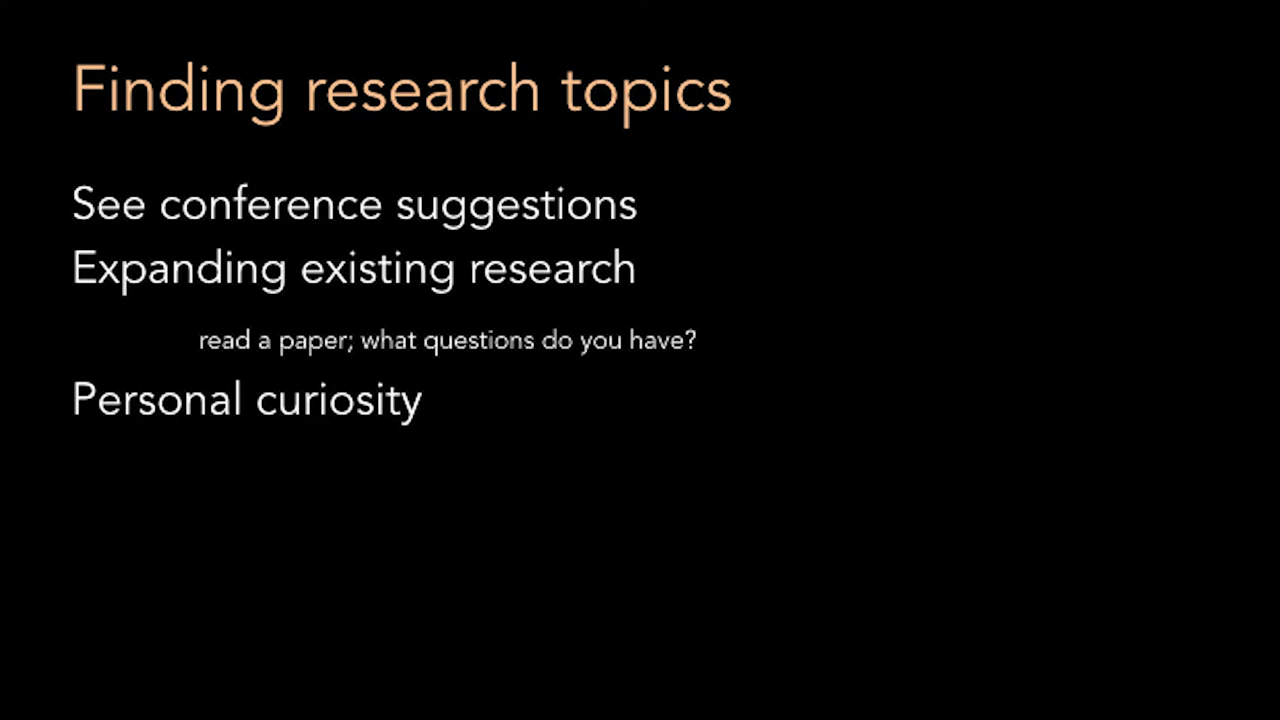 Finding research topics
See conference suggestions
Expanding existing research
read a paper; what questions do you have?
Personal curiosity